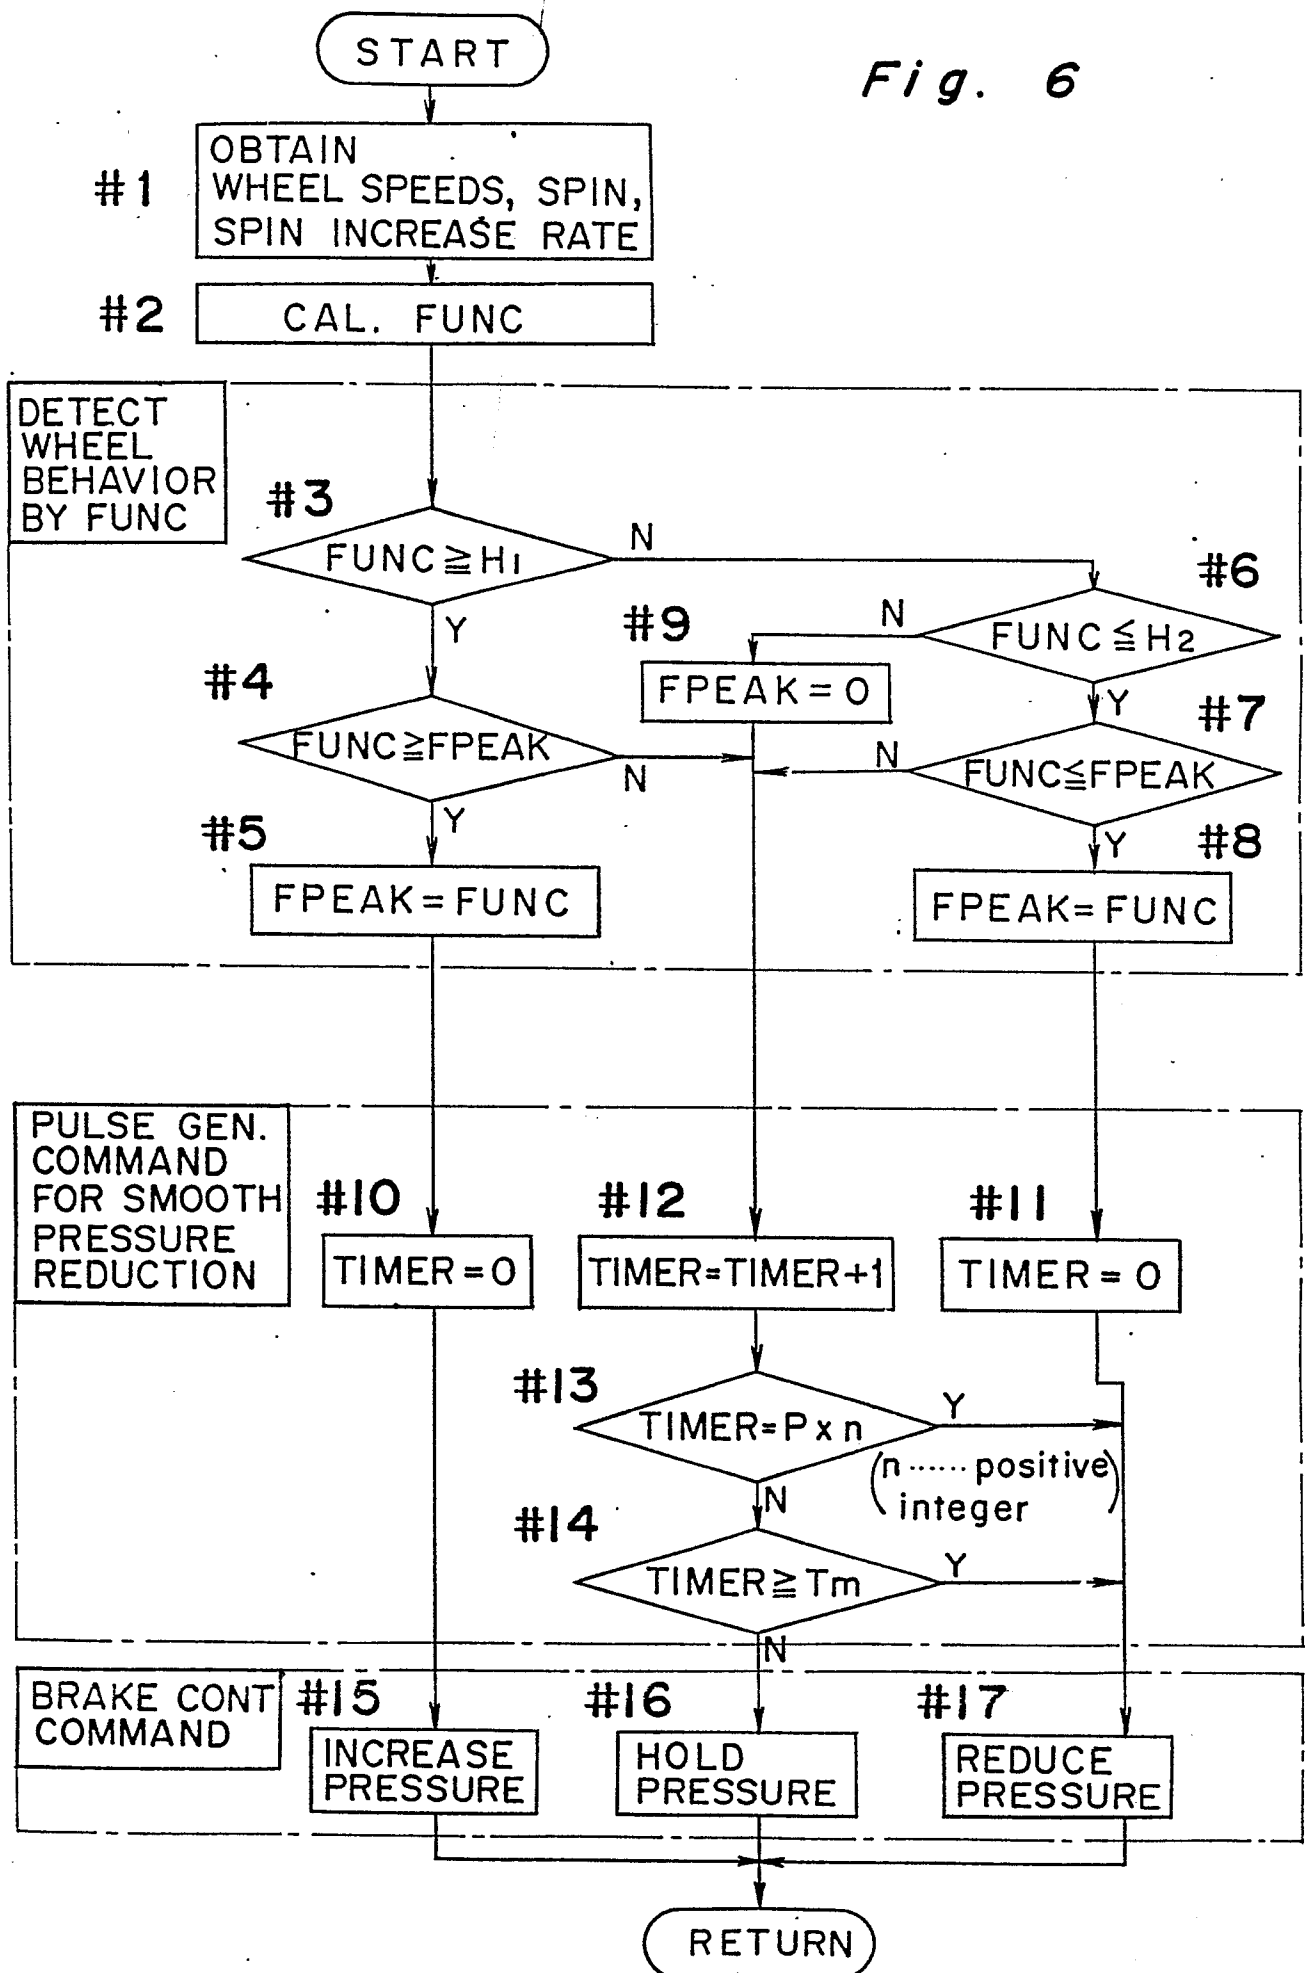 START
Fig. 6
#1
OBTAIN
WHEEL SPEEDS, SPIN,
SPIN INCREASE RATE
#2
CAL. FUNC
DETECT
WHEEL
BEHAVIOR
BY FUNC
#3
FUNC≧H1
N
Y
#6
FUNC≦H2
N
Y
#9
FPEAK=0
#4
FUNC≧FPEAK
N
Y
#7
FUNC≦FPEAK
N
Y
#5
FPEAK=FUNC
#8
FPEAK=FUNC
PULSE GEN.
COMMAND
FOR SMOOTH
PRESSURE
REDUCTION
#10
TIMER=0
#12
TIMER=TIMER+1
#11
TIMER=0
#13
TIMER=P x n
Y
(n ...... positive
integer)
N
#14
TIMER≧Tm
Y
N
BRAKE CONT
COMMAND
#15
INCREASE
PRESSURE
#16
HOLD
PRESSURE
#17
REDUCE
PRESSURE
RETURN